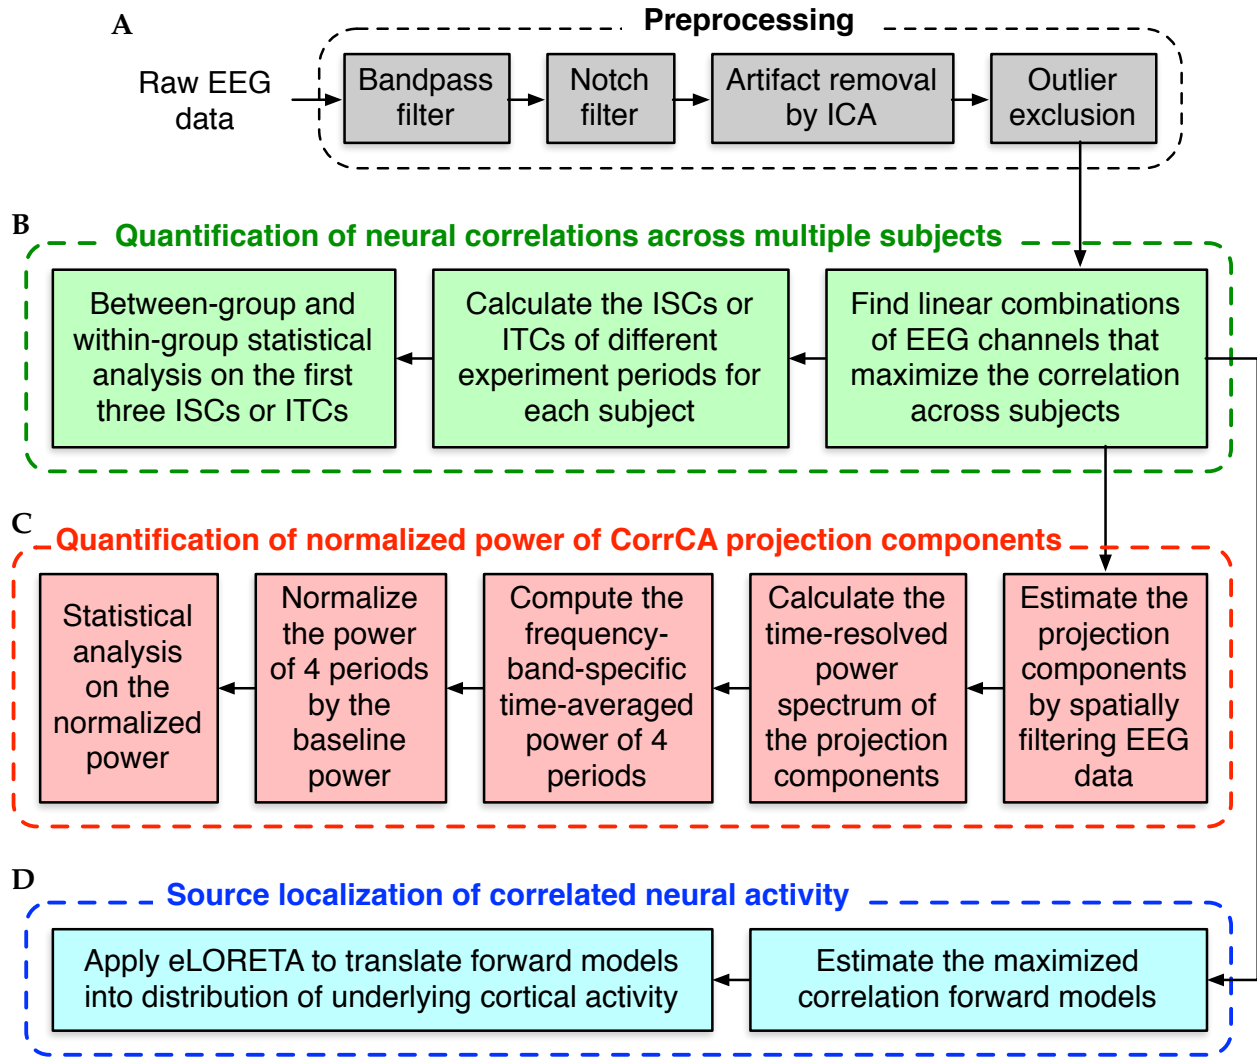 A
Preprocessing
Raw EEG
data
Bandpass
filter
Notch
filter
Artifact removal
by ICA
Outlier
exclusion
B
Quantification of neural correlations across multiple subjects
Between-group and
within-group statistical
analysis on the first
three ISCs or ITCs
Calculate the ISCs or
ITCs of different
experiment periods for
each subject
Find linear combinations
of EEG channels that
maximize the correlation
across subjects
C
Quantification of normalized power of CorrCA projection components
Statistical
analysis
on the
normalized
power
Normalize
the power
of 4 periods
by the
baseline
power
Compute the
frequency-
band-specific
time-averaged
power of 4
periods
Calculate the
time-resolved
power
spectrum of
the projection
components
Estimate the
projection
components
by spatially
filtering EEG
data
D
Source localization of correlated neural activity
Apply eLORETA to translate forward models
into distribution of underlying cortical activity
Estimate the maximized
correlation forward models